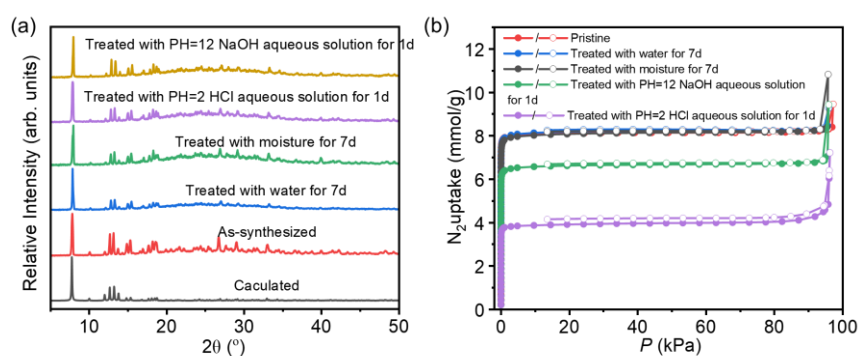 (a)
Treated with PH=12 NaOH aqueous solution for 1d
Treated with PH=2 HCl aqueous solution for 1d
Treated with moisture for 7d
Treated with water for 7d
As-synthesized
Caculated
Relative Intensity (arb. units)
10 20 30 40 50
2θ (º)
(b)
Pristine
Treated with water for 7d
Treated with moisture for 7d
Treated with PH=12 NaOH aqueous solution
for 1d
Treated with PH=2 HCl aqueous solution for 1d
N₂uptake (mmol/g)
12
10
8
6
4
2
0
0 20 40 60 80 100
P (kPa)